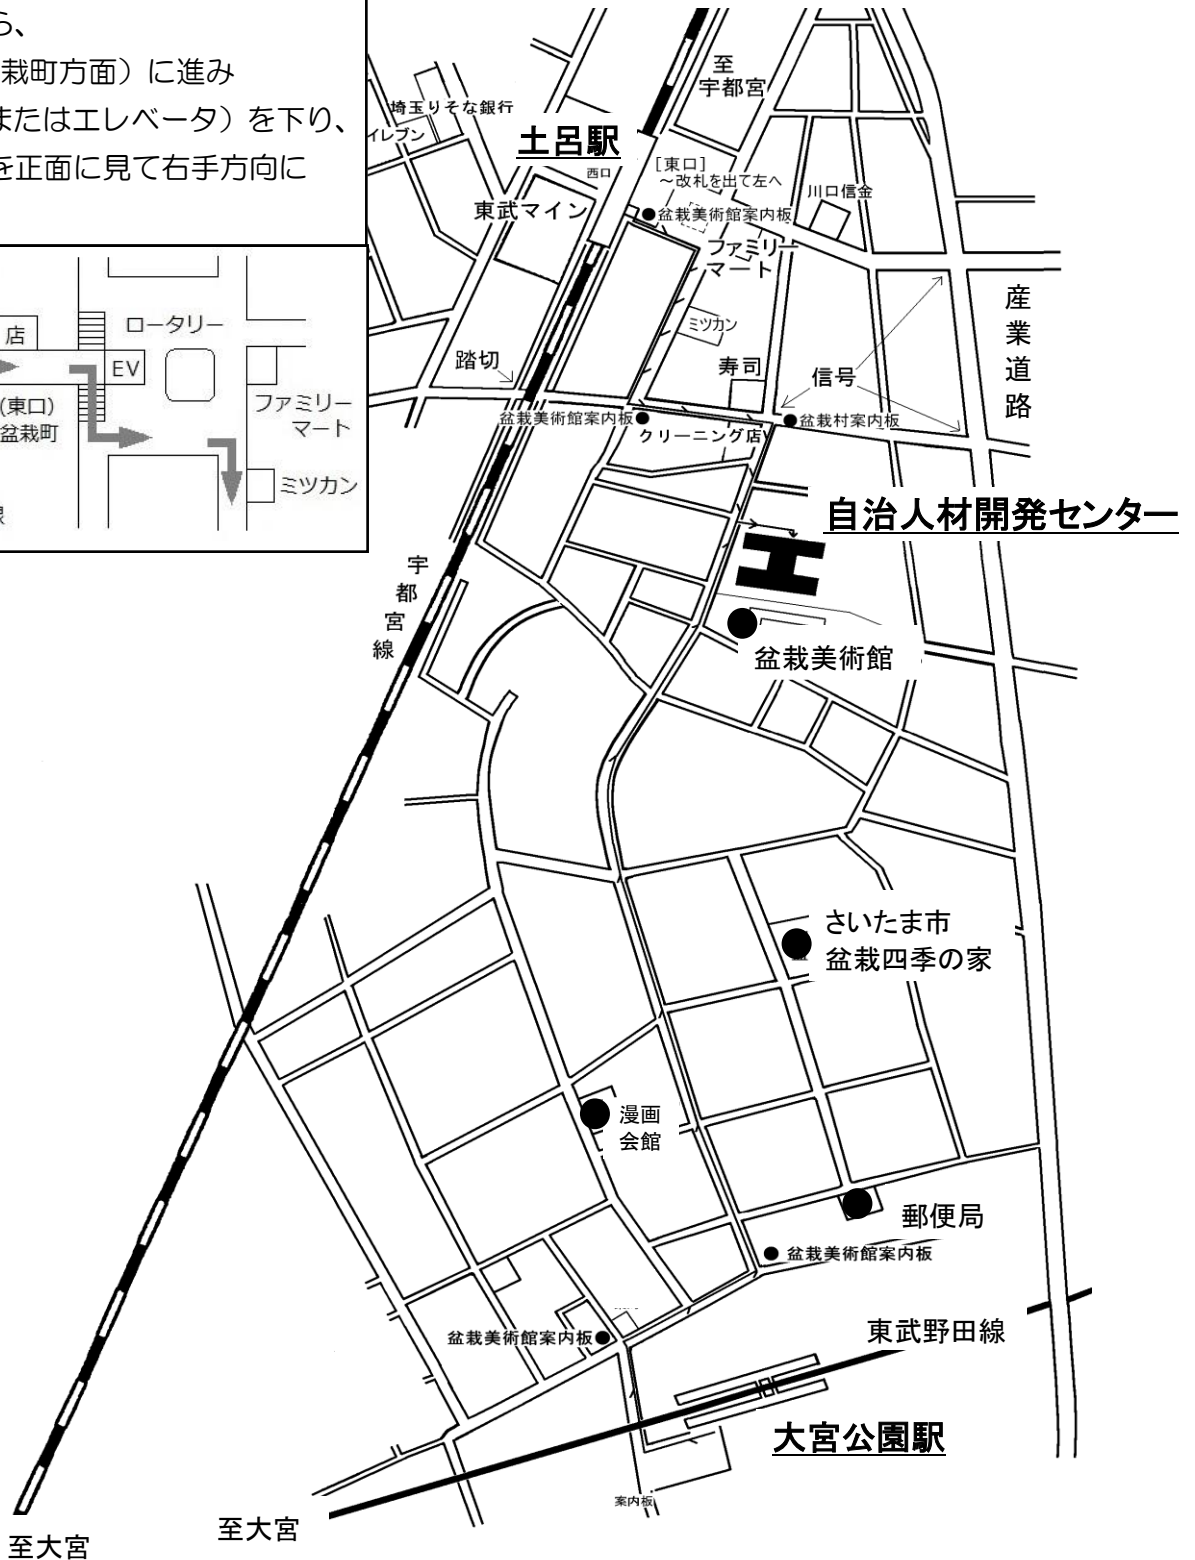 ら、
栽町方面）に進み
またはエレベータ）を下り、
を正面に見て右手方向に
店
ロータリー
EV
(東口)
盆栽町
ファミリー
マート
ミツカン
線
至
宇都宮
埼玉りそな銀行
イレブン
土呂駅
西口
[東口]
～改札を出て左へ
川口信金
東武マイン
盆栽美術館案内板
ファミリー
マート
産業道路
ミツカン
踏切
寿司
信号
盆栽美術館案内板
盆栽村案内板
クリーニング店
自治人材開発センター
宇都宮線
盆栽美術館
さいたま市
盆栽四季の家
漫画
会館
郵便局
盆栽美術館案内板
東武野田線
盆栽美術館案内板
大宮公園駅
案内板
至大宮
至大宮